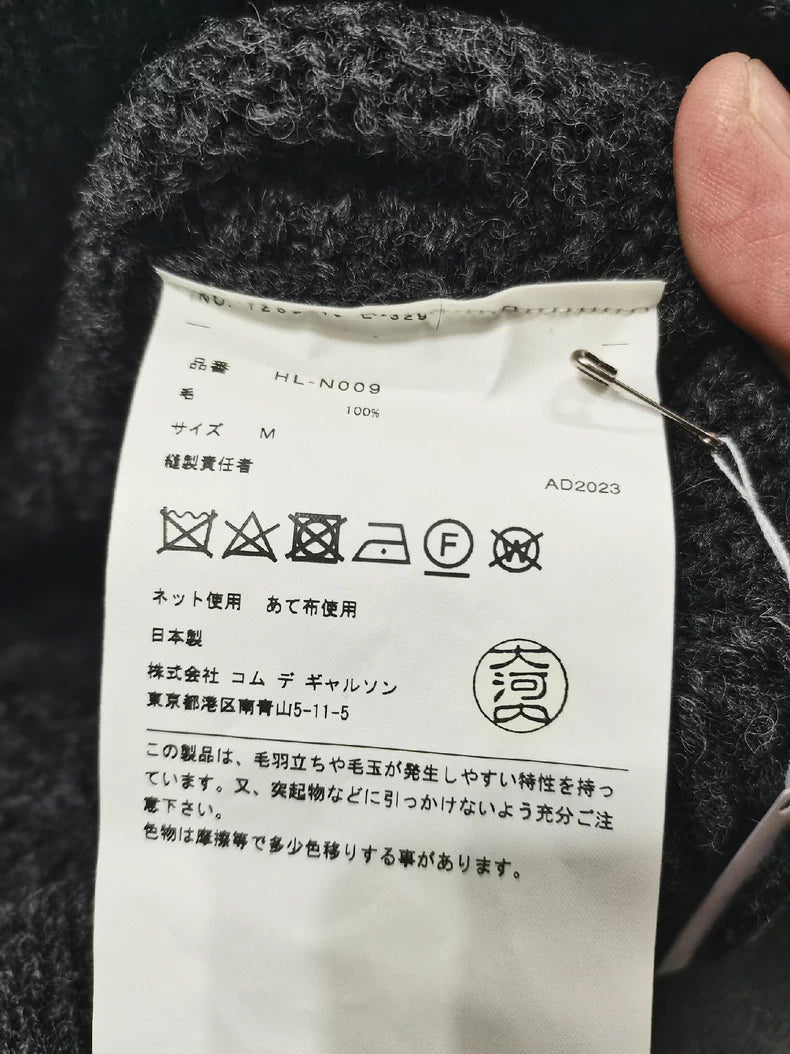 品番 HL-N009
毛 100%
サイズ M
縫製責任者
AD2023
F W
ネット使用 あて布使用
日本製
大河内
株式会社 コム デ ギャルソン
東京都港区南青山5-11-5
この製品は、毛羽立ちや毛玉が発生しやすい特性を持っ
ています。又、突起物などに引っかけないよう充分ご注
意下さい。
色物は摩擦等で多少色移りする事があります。